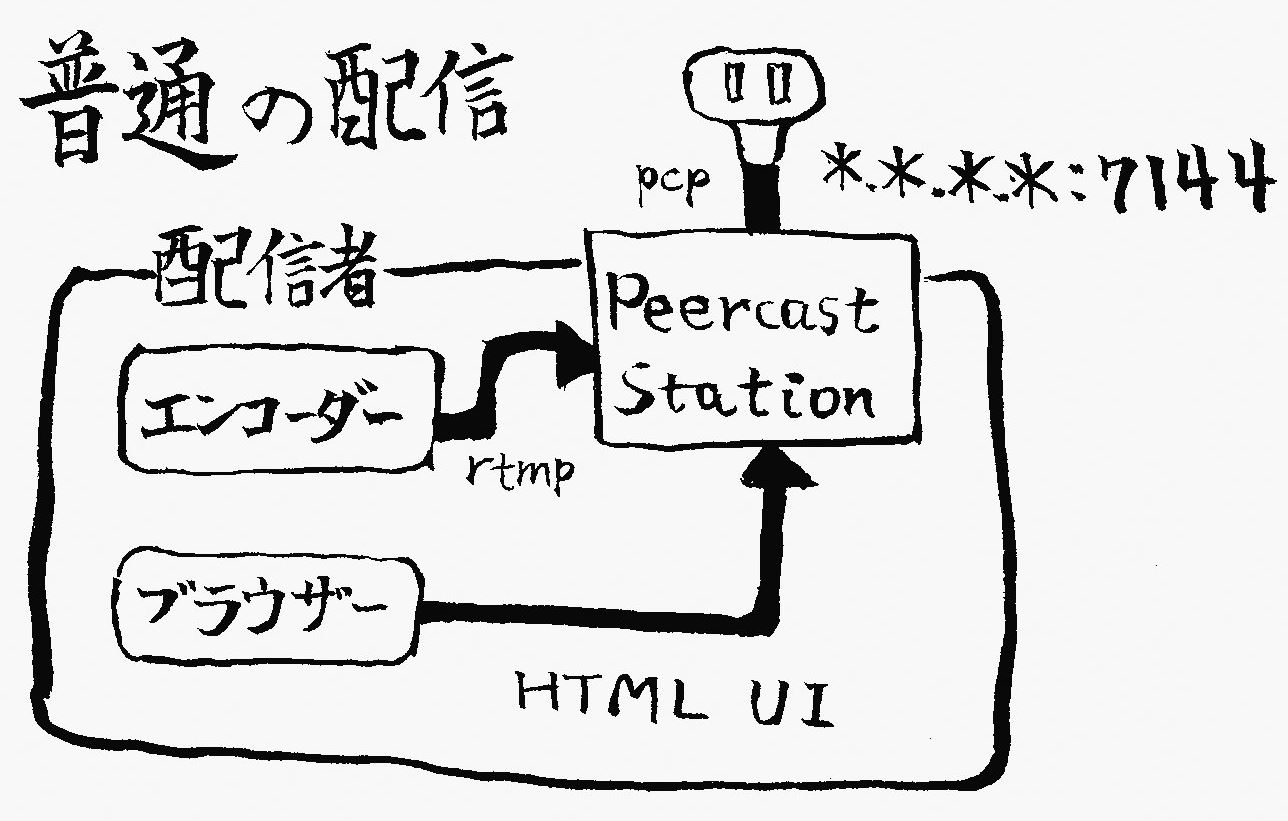 普通の配信
pcp
*.*.*.*:7144
配信者
Peercast
Station
エンコーダー
rtmp
ブラウザー
HTML UI